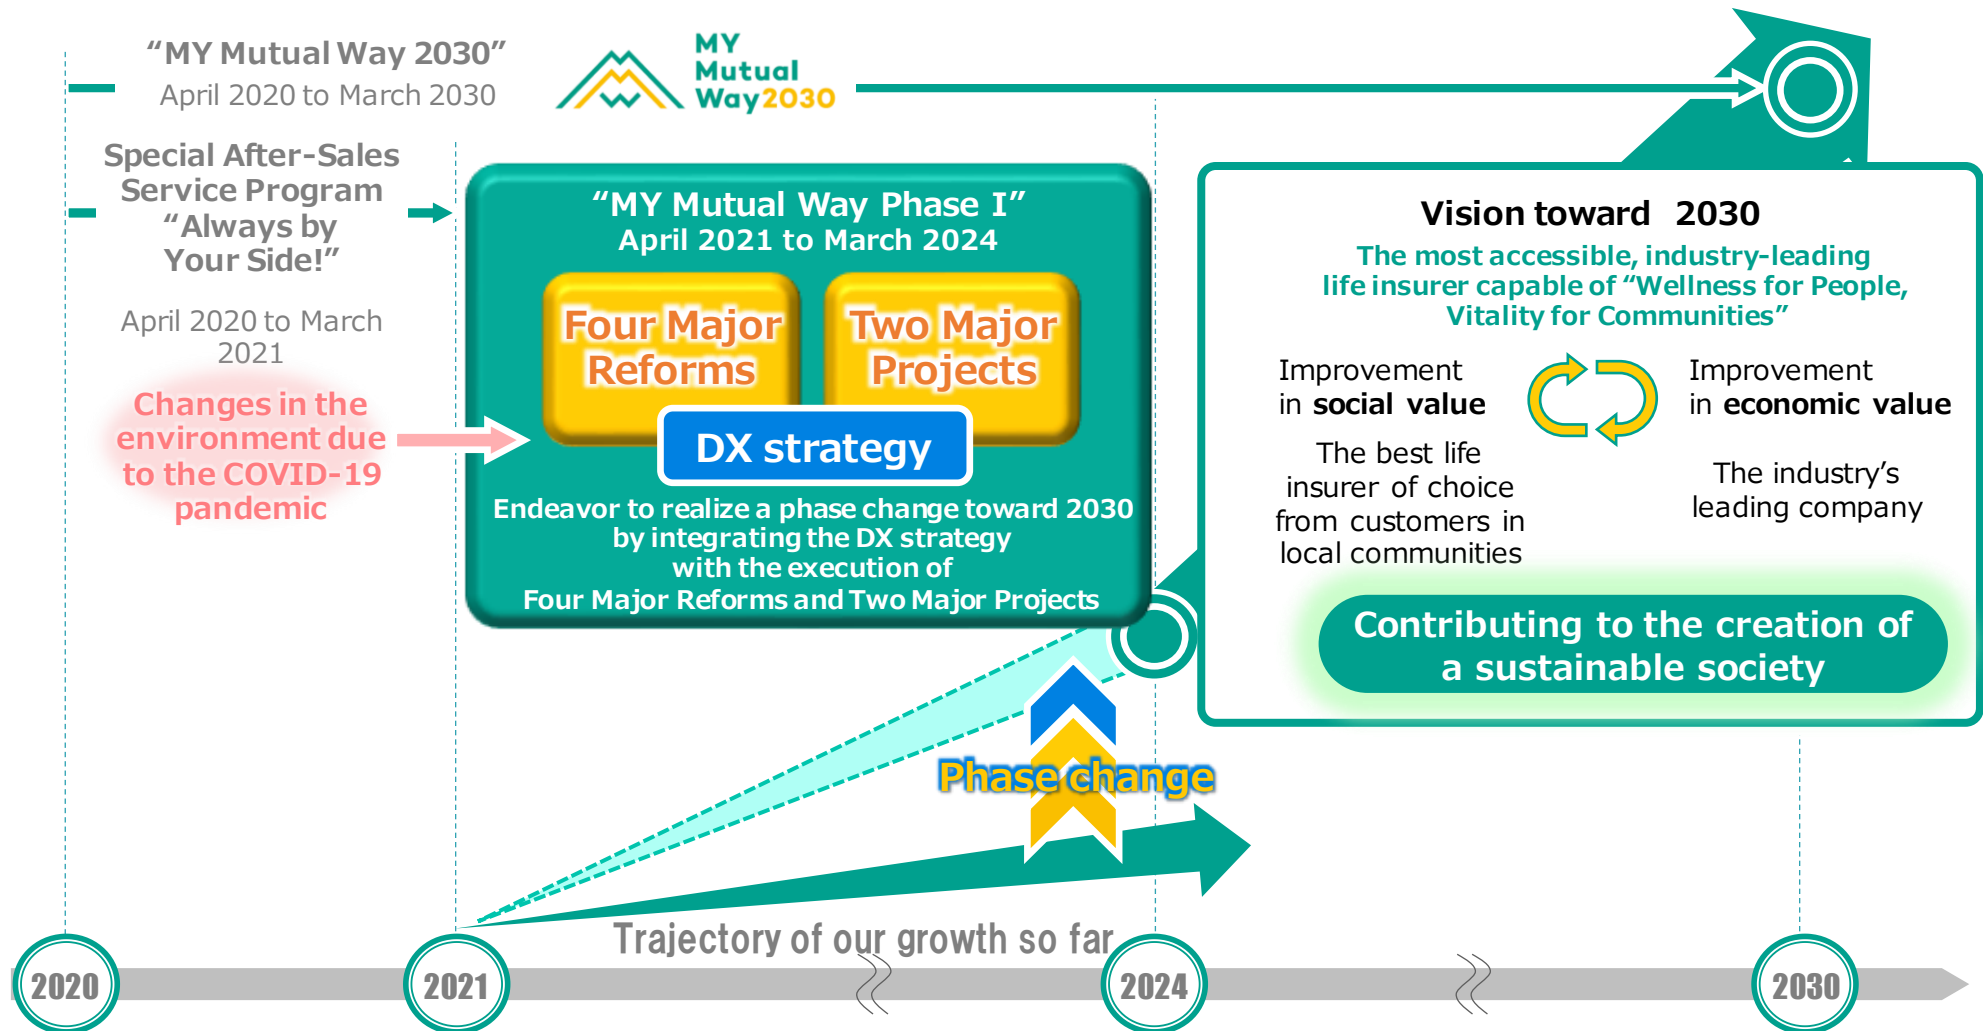 “MY Mutual Way 2030”
April 2020 to March 2030
MY
Mutual
Way2030
Special After-Sales
Service Program
“Always by
Your Side!”
April 2020 to March
2021
Changes in the
environment due
to the COVID-19
pandemic
“MY Mutual Way Phase I”
April 2021 to March 2024
Four Major
Reforms
Two Major
Projects
DX strategy
Endeavor to realize a phase change toward 2030
by integrating the DX strategy
with the execution of
Four Major Reforms and Two Major Projects
Vision toward 2030
The most accessible, industry-leading
life insurer capable of “Wellness for People,
Vitality for Communities”
Improvement
in social value
The best life
insurer of choice
from customers in
local communities
Improvement
in economic value
The industry’s
leading company
Contributing to the creation of
a sustainable society
Phase change
Trajectory of our growth so far
2020
2021
2024
2030